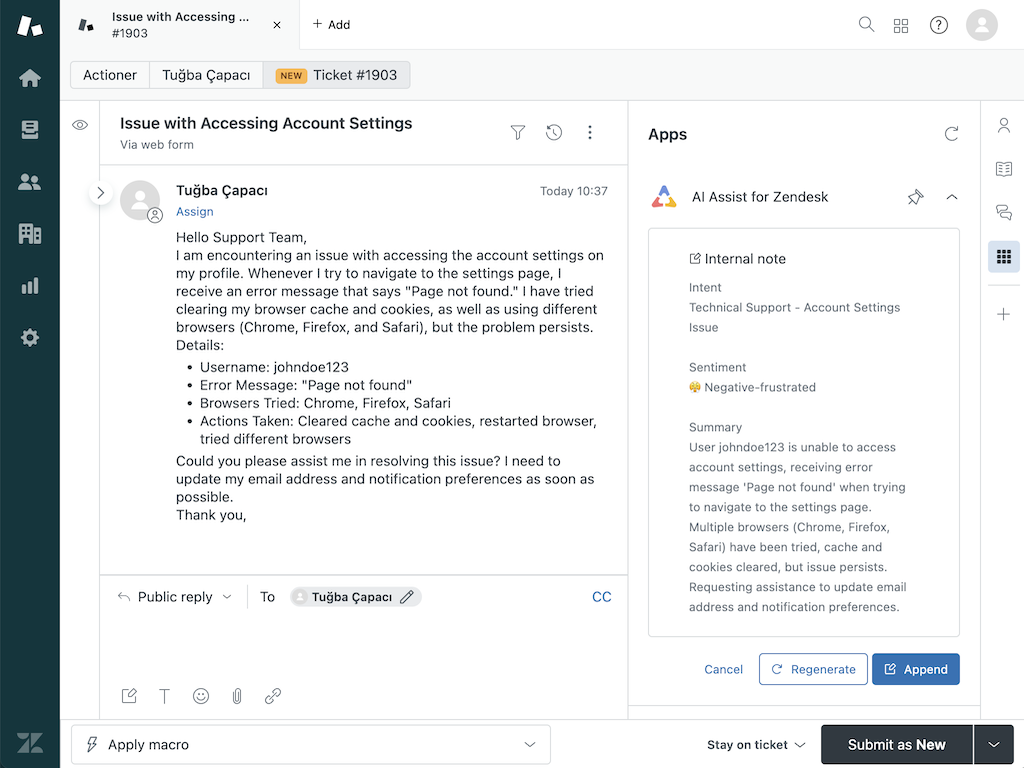 Issue with Accessing ...
#1903
Add
Actioner
Tuğba Çapacı
NEW Ticket #1903
Issue with Accessing Account Settings
Via web form
Tuğba Çapacı
Today 10:37
Assign
Hello Support Team,
I am encountering an issue with accessing the account settings on
my profile. Whenever I try to navigate to the settings page, I
receive an error message that says "Page not found." I have tried
clearing my browser cache and cookies, as well as using different
browsers (Chrome, Firefox, and Safari), but the problem persists.
Details:
• Username: johndoe123
• Error Message: "Page not found"
• Browsers Tried: Chrome, Firefox, Safari
• Actions Taken: Cleared cache and cookies, restarted browser,
tried different browsers
Could you please assist me in resolving this issue? I need to
update my email address and notification preferences as soon as
possible.
Thank you,
Public reply
To
Tuğba Çapacı
CC
Apps
AI Assist for Zendesk
Internal note
Intent
Technical Support - Account Settings
Issue
Sentiment
Negative-frustrated
Summary
User johndoe123 is unable to access
account settings, receiving error
message 'Page not found' when trying
to navigate to the settings page.
Multiple browsers (Chrome, Firefox,
Safari) have been tried, cache and
cookies cleared, but issue persists.
Requesting assistance to update email
address and notification preferences.
Cancel
Regenerate
Append
Apply macro
Stay on ticket
Submit as New